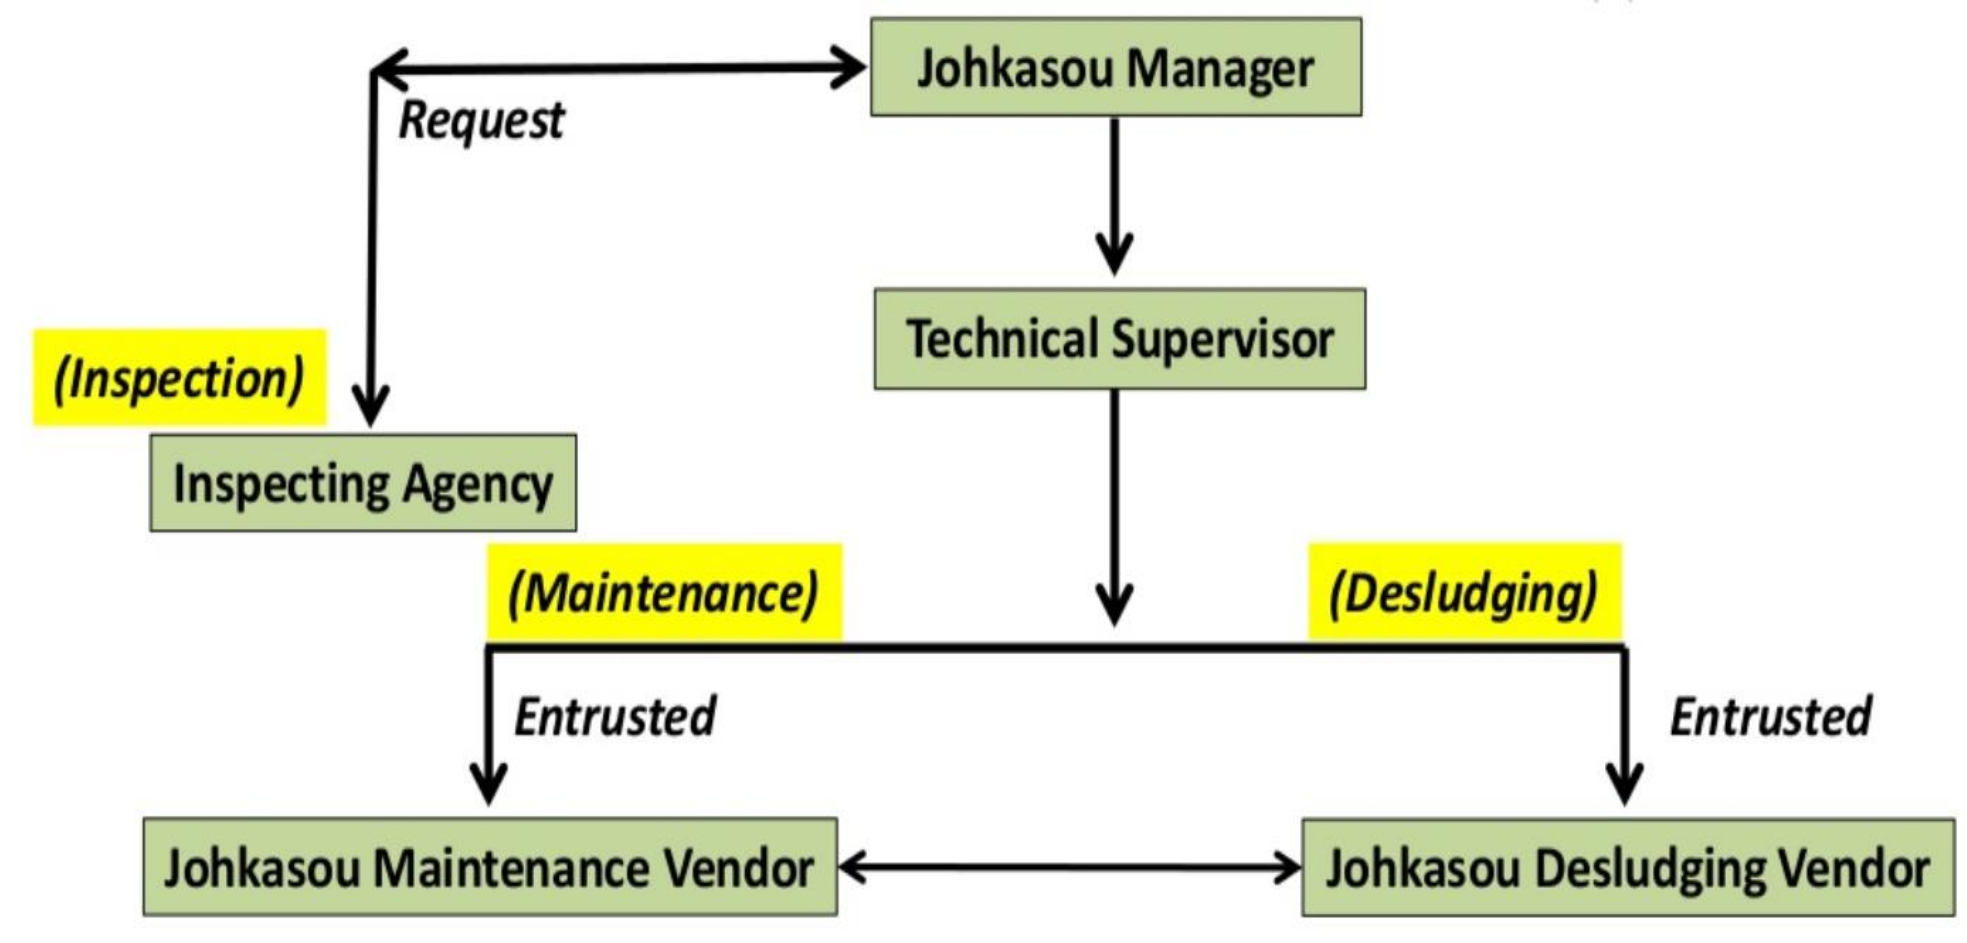 Johkasou Manager
Request
Technical Supervisor
(Inspection)
Inspecting Agency
(Maintenance)
(Desludging)
Entrusted
Entrusted
Johkasou Maintenance Vendor
Johkasou Desludging Vendor